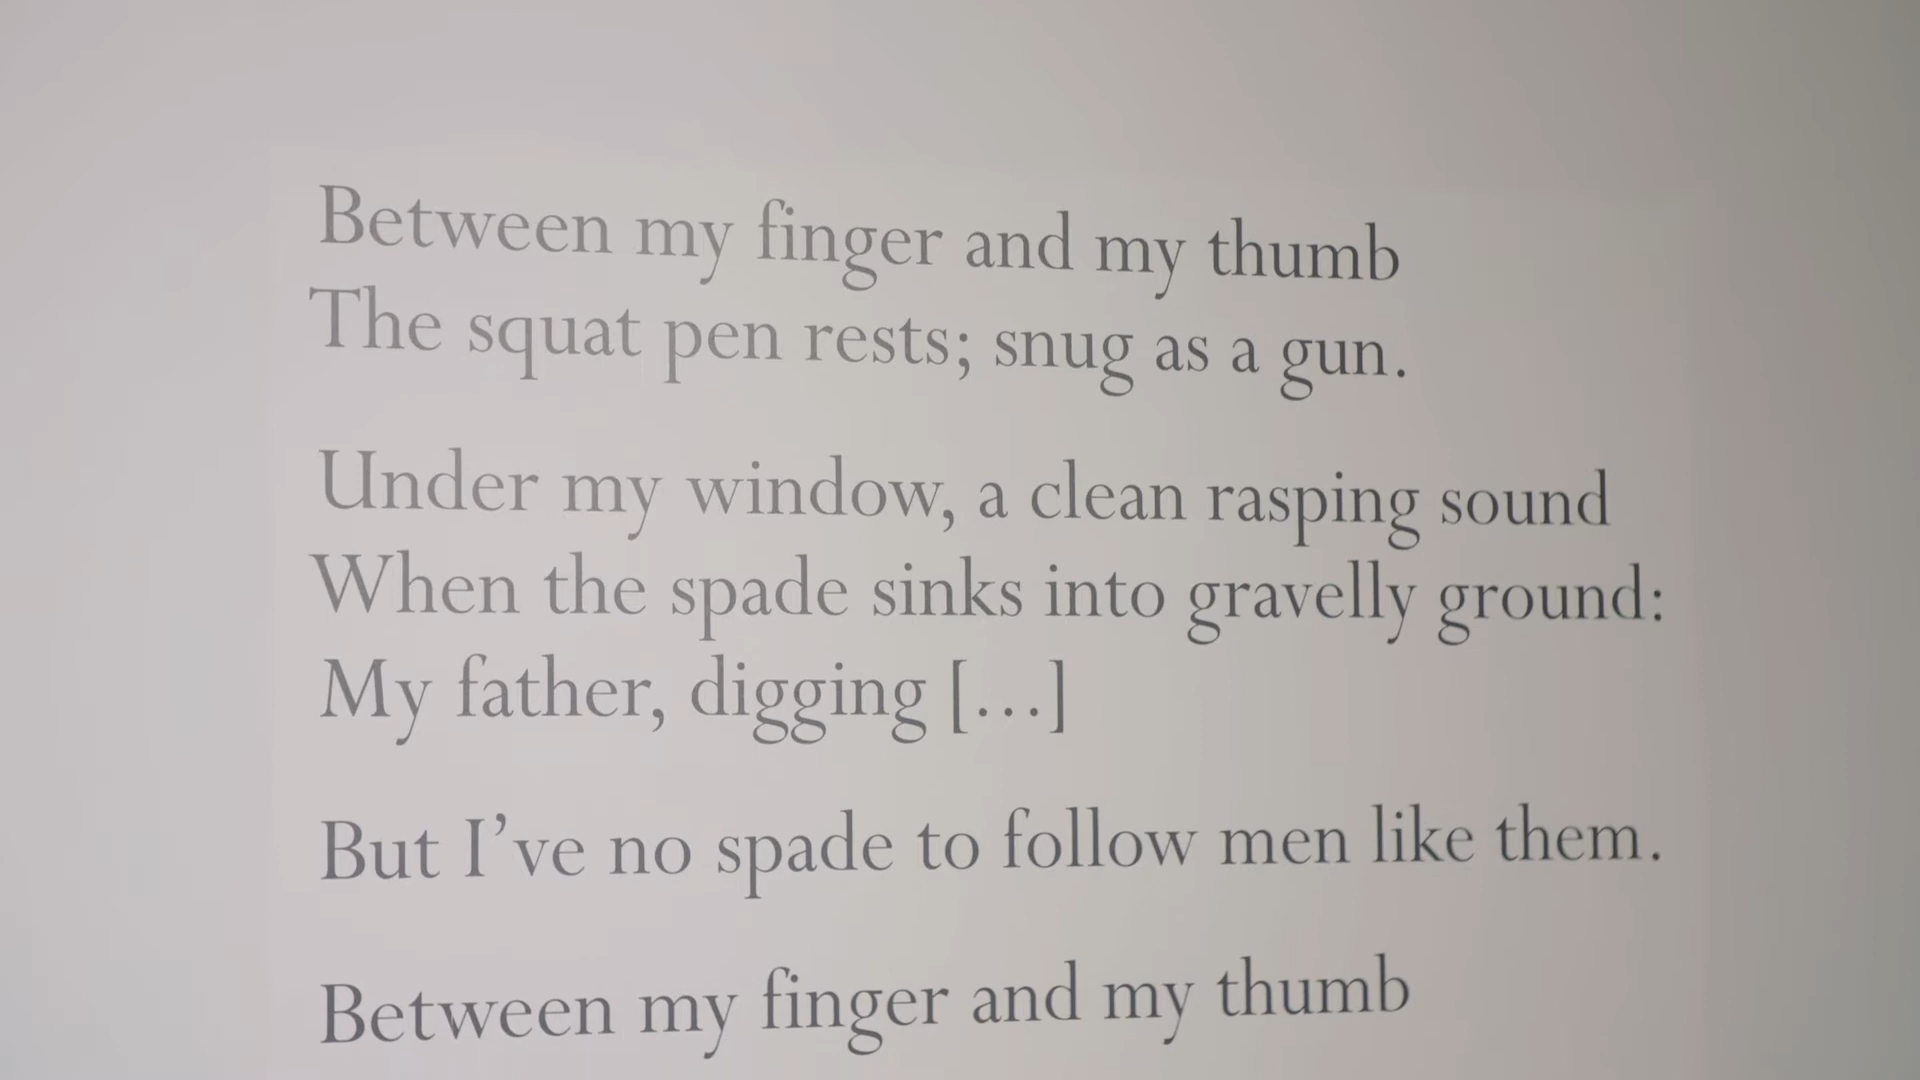 Between my finger and my thumb
The squat pen rests; snug as a gun.
Under my window, a clean rasping sound
When the spade sinks into gravelly ground:
My father, digging […]
But I’ve no spade to follow men like them.
Between my finger and my thumb